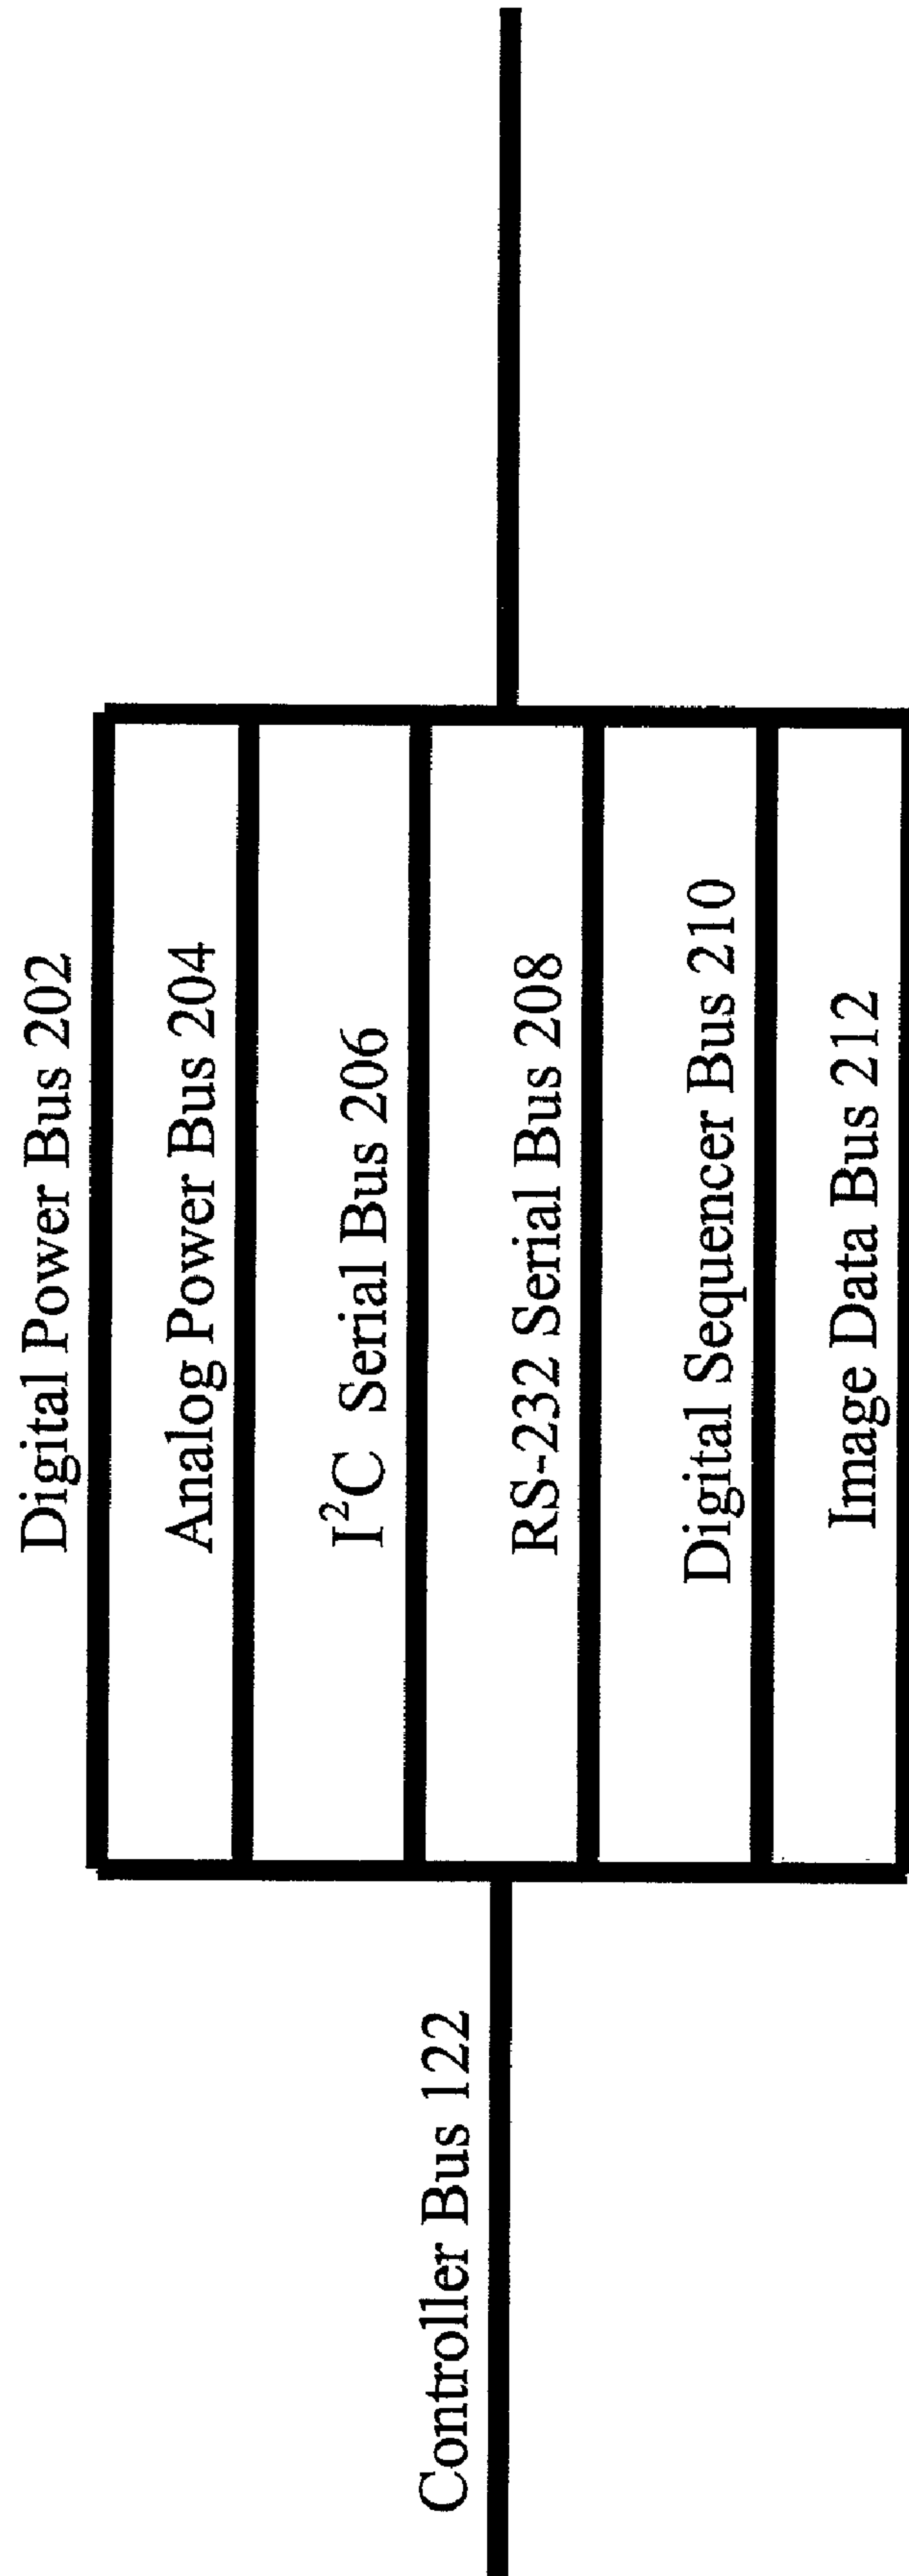 Digital Power Bus 202
Analog Power Bus 204
I²C Serial Bus 206
Controller Bus 122
RS-232 Serial Bus 208
Digital Sequencer Bus 210
Image Data Bus 212